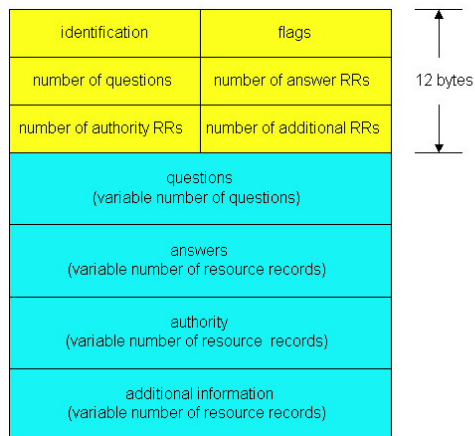 identification
flags
number of questions
number of answer RRs
12 bytes
number of authority RRs
number of additional RRs
questions
(variable number of questions)
answers
(variable number of resource records)
authority
(variable number of resource records)
additional information
(variable number of resource records)